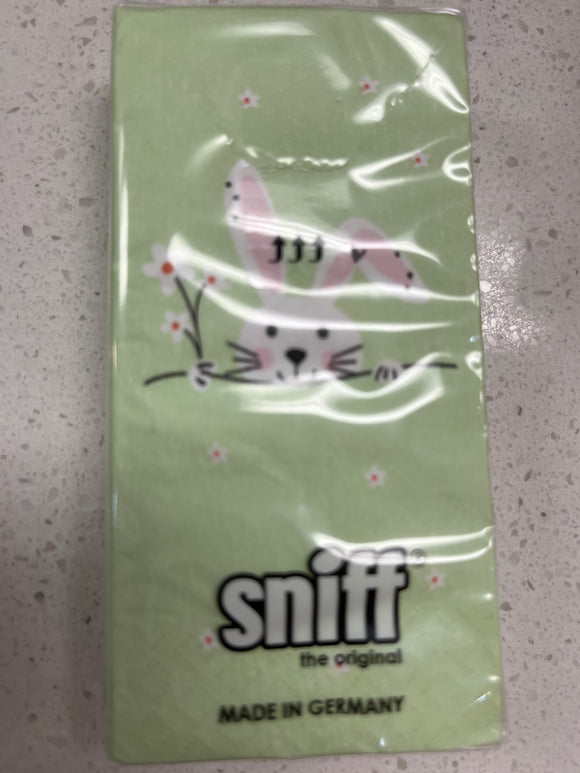 sniff®
the original
MADE IN GERMANY